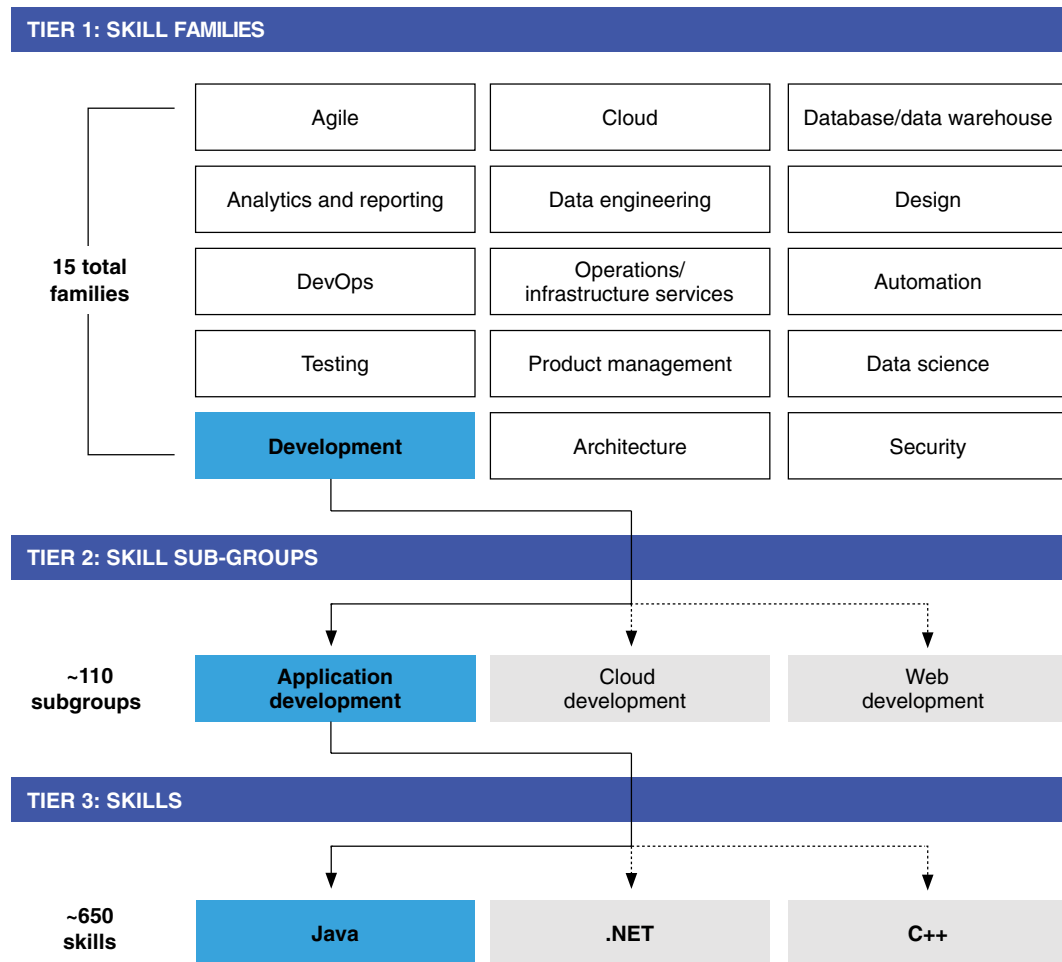 TIER 1: SKILL FAMILIES
Agile
Cloud
Database/data warehouse
Analytics and reporting
Data engineering
Design
15 total
families
DevOps
Operations/
infrastructure services
Automation
Testing
Product management
Data science
Development
Architecture
Security
TIER 2: SKILL SUB-GROUPS
~110
subgroups
Application
development
Cloud
development
Web
development
TIER 3: SKILLS
~650
skills
Java
.NET
C++